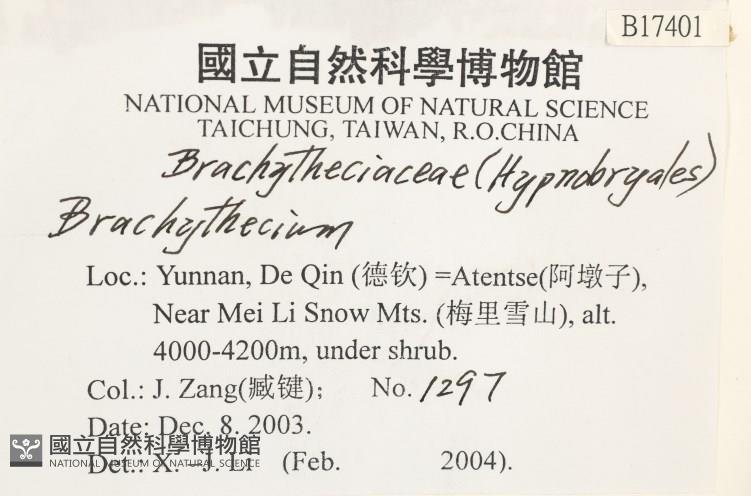 B17401
國立自然科學博物館
NATIONAL MUSEUM OF NATURAL SCIENCE
TAICHUNG, TAIWAN, R.O.CHINA
Brachytheciaceae (Hypnobryales)
Brachythecium
Loc.: Yunnan, De Qin (德钦) =Atentse(阿墩子),
Near Mei Li Snow Mts. (梅里雪山), alt.
4000-4200m, under shrub.
Col.: J. Zang(臧键); No. 1297
Date: Dec. 8. 2003.
國立自然科學博物館
NATIONAL MUSEUM OF NATURAL SCIENCE
Det.: X.-J. Li (Feb. 2004).